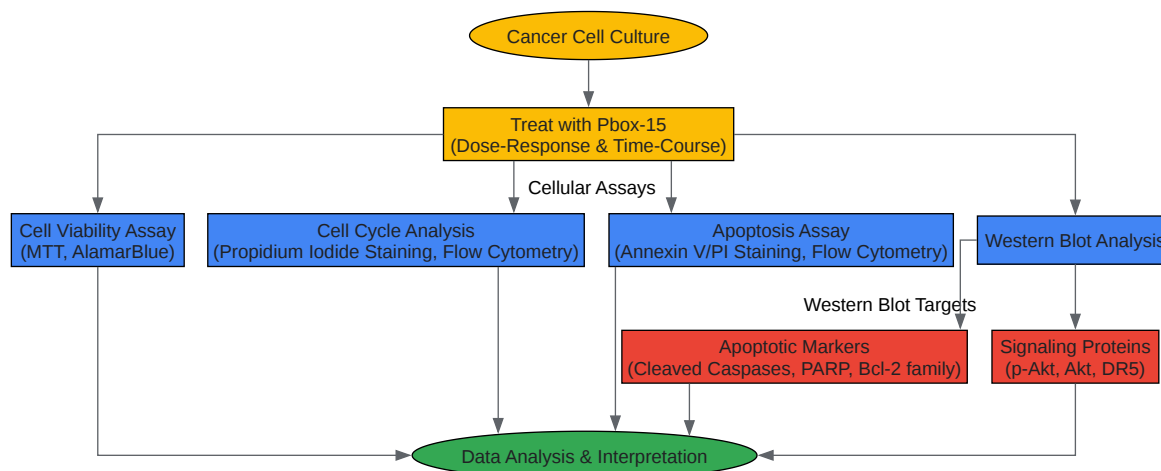 Cancer Cell Culture
Treat with Pbox-15
(Dose-Response & Time-Course)
Cellular Assays
Cell Viability Assay
(MTT, AlamarBlue)
Cell Cycle Analysis
(Propidium Iodide Staining, Flow Cytometry)
Apoptosis Assay
(Annexin V/PI Staining, Flow Cytometry)
Western Blot Analysis
Western Blot Targets
Apoptotic Markers
(Cleaved Caspases, PARP, Bcl-2 family)
Signaling Proteins
(p-Akt, Akt, DR5)
Data Analysis & Interpretation